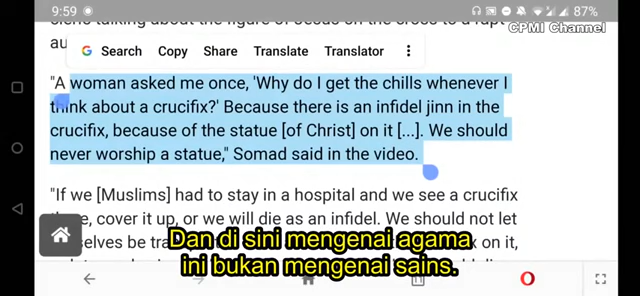 9:59
87%
CPMI Channel
G Search Copy Share Translate Translator
"A woman asked me once, 'Why do I get the chills whenever I
think about a crucifix?' Because there is an infidel jinn in the
crucifix, because of the statue [of Christ] on it [...]. We should
never worship a statue," Somad said in the video.
"If we [Muslims] had to stay in a hospital and we see a crucifix
cover it up, or we will die as an infidel. We should not let
Dan di sini mengenai agama
ini bukan mengenai sains.